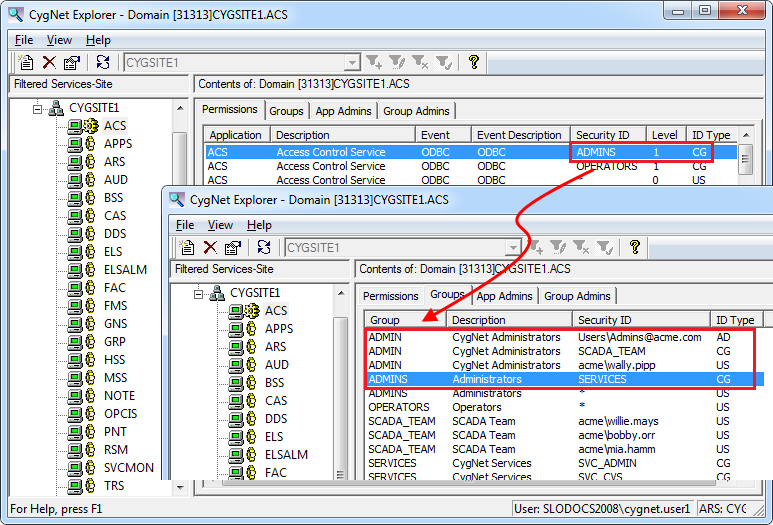 CygNet Explorer - Domain [31313]CYGSITE1.ACS
File View Help
CYGSITE1
Filtered Services-Site
Contents of: Domain [31313]CYGSITE1.ACS
CYGSITE1
ACS
APPS
ARS
AUD
BSS
CAS
DDS
ELS
ELSALM
FAC
FMS
GNS
GRP
HSS
MSS
NOTE
OPCIS
PNT
RSM
SVCMON
TRS
Permissions Groups App Admins Group Admins
Application Description Event Event Description Security ID Level ID Type
ACS Access Control Service ODBC ODBC ADMINS 1 CG
ACS Access Control Service ODBC ODBC OPERATORS 1 CG
ACS Access Control Service ODBC ODBC * 0 US
CygNet Explorer - Domain [31313]CYGSITE1.ACS
File View Help
CYGSITE1
Filtered Services-Site
Contents of: Domain [31313]CYGSITE1.ACS
CYGSITE1
ACS
APPS
ARS
AUD
BSS
CAS
DDS
ELS
ELSALM
FAC
Permissions Groups App Admins Group Admins
Group Description Security ID ID Type
ADMIN CygNet Administrators Users\Admins@acme.com AD
ADMIN CygNet Administrators SCADA_TEAM CG
ADMIN CygNet Administrators acme\wally.pipp US
ADMINS Administrators SERVICES CG
ADMINS Administrators * US
OPERATORS Operators * US
SCADA_TEAM SCADA Team acme\willie.mays US
SCADA_TEAM SCADA Team acme\bobby.orr US
SCADA_TEAM SCADA Team acme\mia.hamm US
SERVICES CygNet Services SVC_ADMIN CG
SERVICES CygNet Services SVC_CVS CG
For Help, press F1
User: SLODOCS2008\cygnet.user1
ARS: CYG